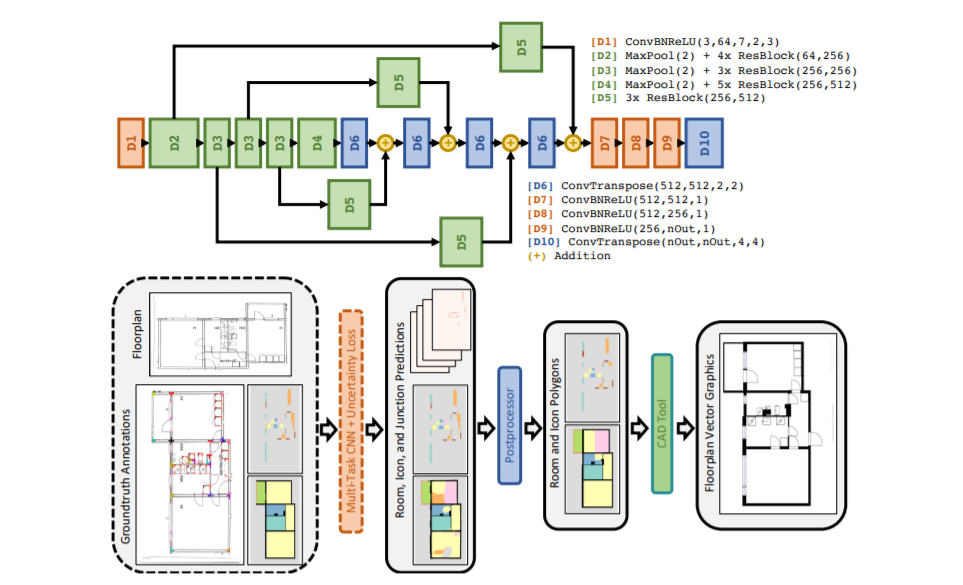 D5
[D1] ConvBNReLU(3,64,7,2,3)
[D2] MaxPool(2) + 4x ResBlock(64,256)
[D3] MaxPool(2) + 3x ResBlock(256,256)
[D4] MaxPool(2) + 5x ResBlock(256,512)
[D5] 3x ResBlock(256,512)
D5
D1 D2 D3 D3 D3 D4 D6 + D6 + D6 + D6 + D7 D8 D9 D10
D5
D5
[D6] ConvTranspose(512,512,2,2)
[D7] ConvBNReLU(512,512,1)
[D8] ConvBNReLU(512,256,1)
[D9] ConvBNReLU(256,nOut,1)
[D10] ConvTranspose(nOut,nOut,4,4)
(+) Addition
Floorplan
Groundtruth Annotations
Multi-Task CNN + Uncertainty Loss
Room, Icon, and Junction Predictions
Postprocessor
Room and Icon Polygons
CAD Tool
Floorplan Vector Graphics